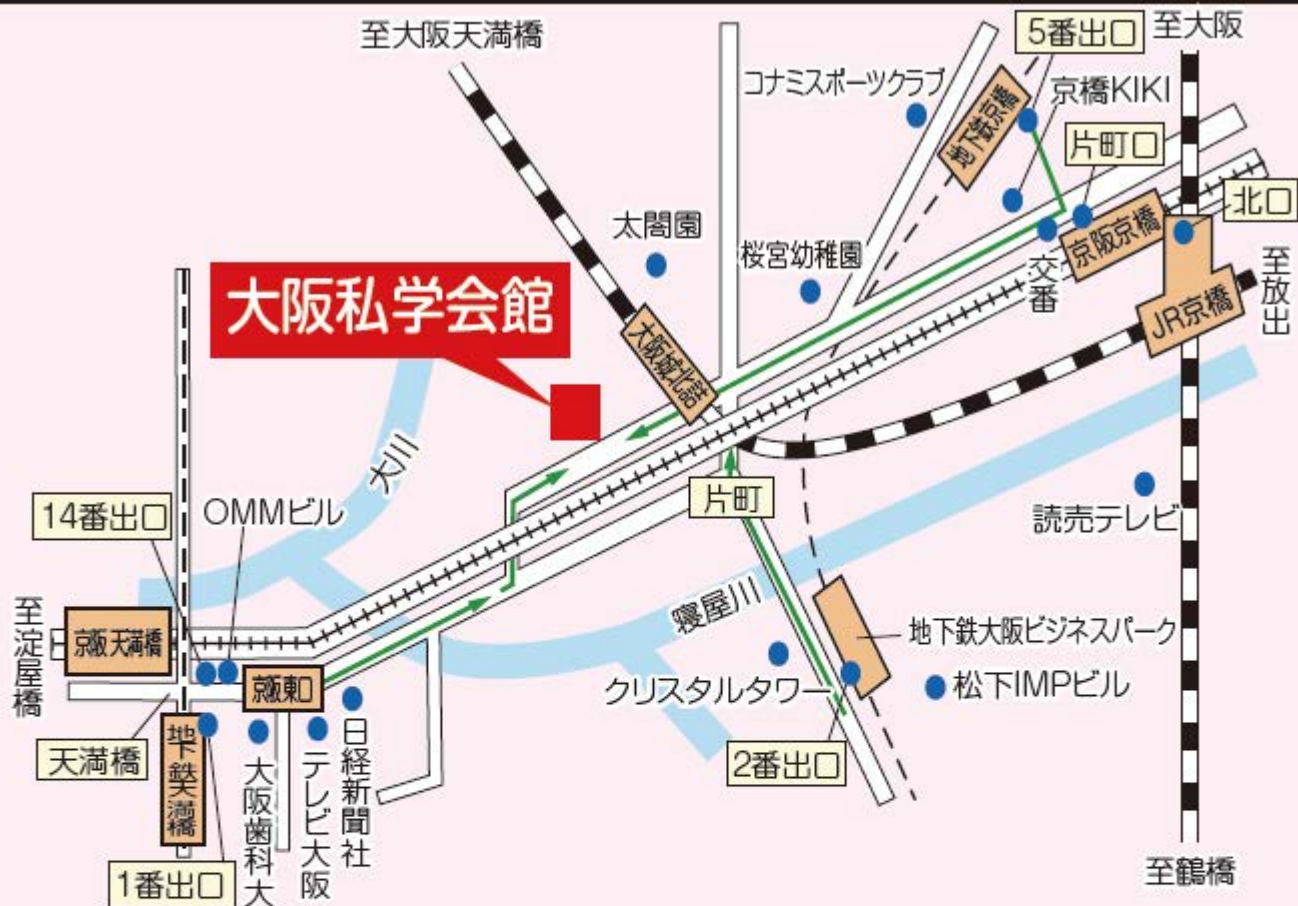 至大阪天満橋
5番出口
至大阪
コナミスポーツクラブ
地下鉄京橋
京橋KIKI
片町口
北口
太閤園
桜宮幼稚園
京阪京橋
交番
至放出
JR京橋
大阪私学会館
大阪城北詰
大川
片町
読売テレビ
14番出口
OMMビル
至淀屋橋
京阪天満橋
京阪東口
寝屋川
地下鉄大阪ビジネスパーク
クリスタルタワー
松下IMPビル
天満橋
地下鉄天満橋
2番出口
日経新聞社
テレビ大阪
大阪歯科大
1番出口
至鶴橋